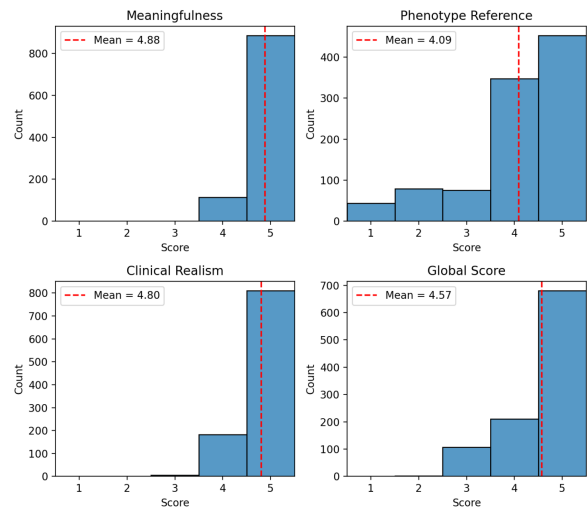 Meaningfulness
Mean = 4.88
Count
800
600
400
200
0
1 2 3 4 5
Score
Phenotype Reference
Mean = 4.09
Count
400
300
200
100
0
1 2 3 4 5
Score
Clinical Realism
Mean = 4.80
Count
800
700
600
500
400
300
200
100
0
1 2 3 4 5
Score
Global Score
Mean = 4.57
Count
700
600
500
400
300
200
100
0
1 2 3 4 5
Score